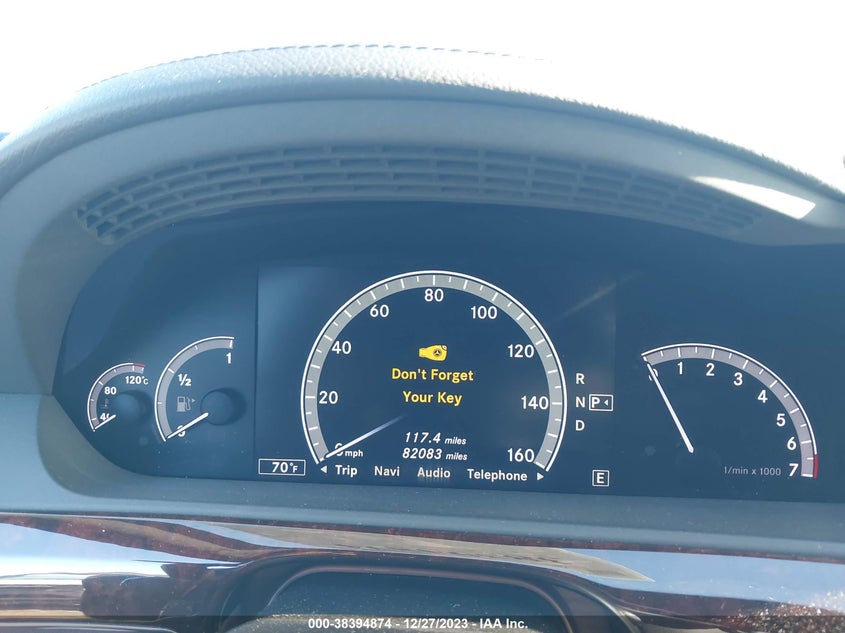 80
100
60
120
40
20
140
160
0 mph
Don't Forget
Your Key
117.4 miles
82083 miles
Trip Navi Audio Telephone
R
N P
D
E
70°F
1
1/2
0
120°C
80
0 1 2 3 4 5 6 7
1/min x 1000
000-38394874 / 12/27/2023 - IAA Inc.